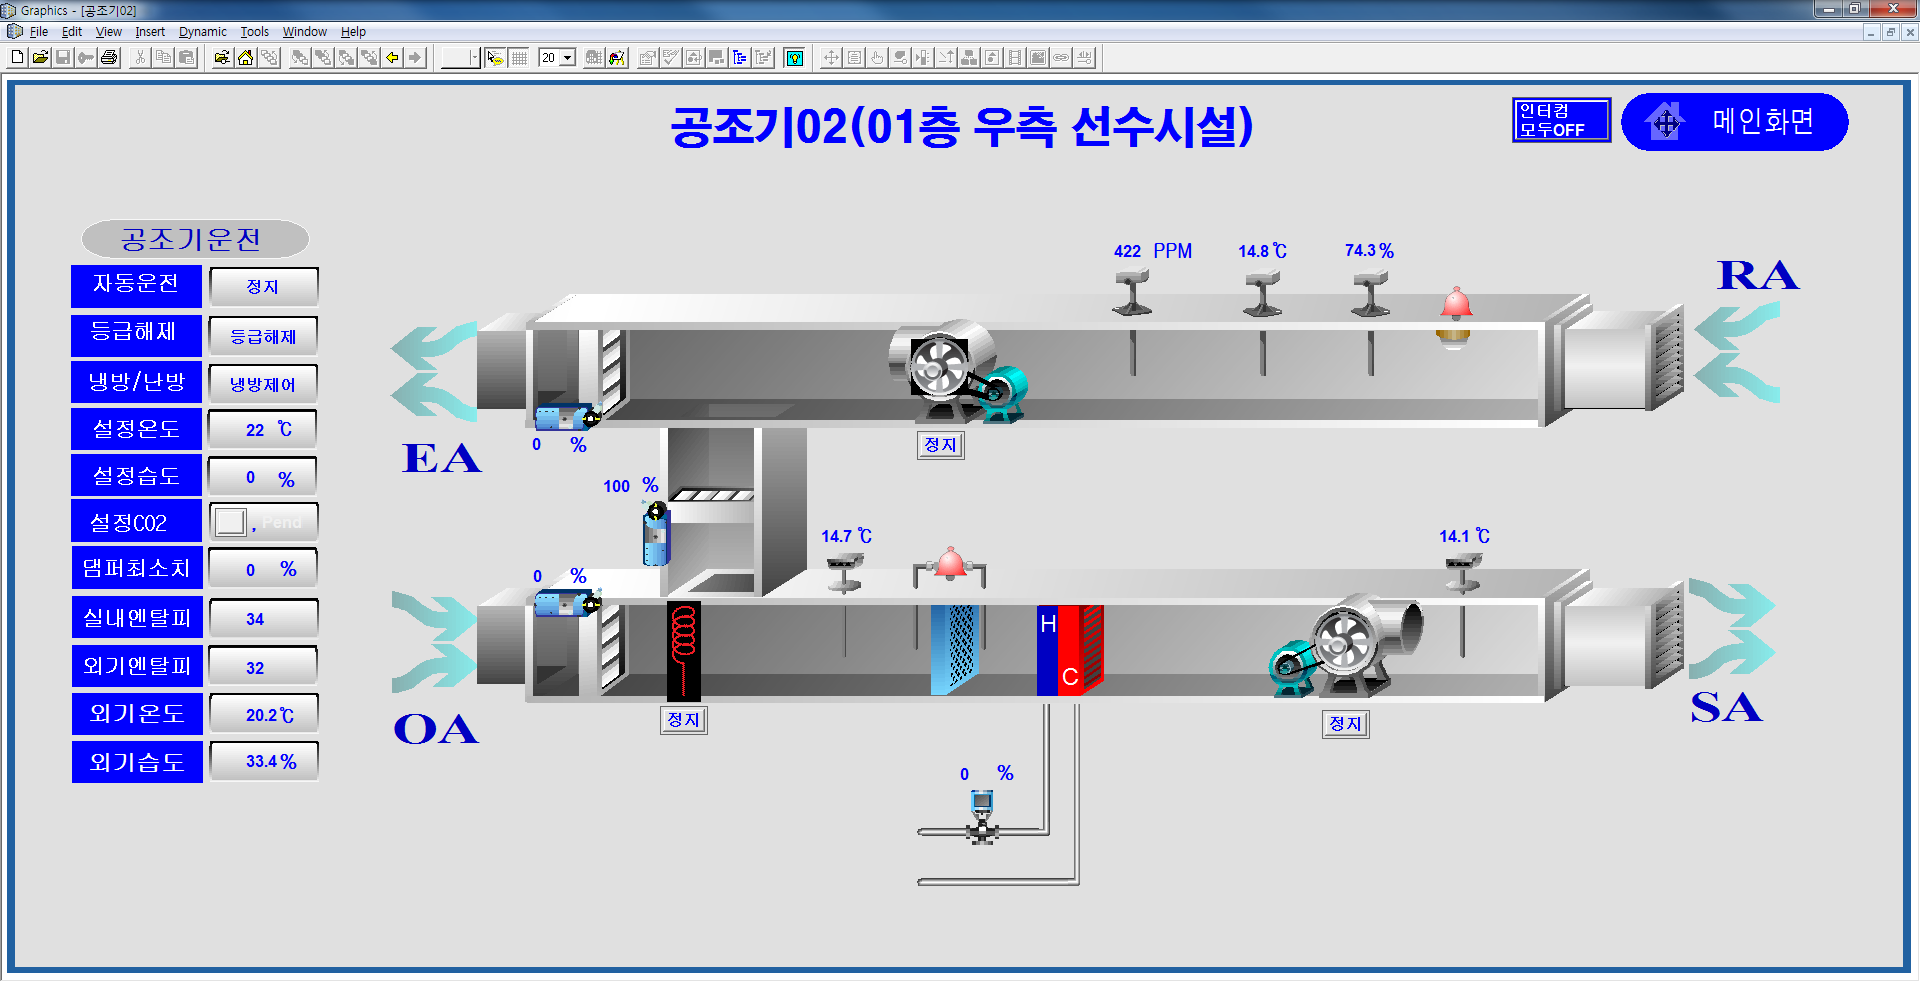 Graphics - [공조기02]
File Edit View Insert Dynamic Tools Window Help
20
공조기02(01층 우측 선수시설)
인터컴
모두OFF
메인화면
공조기운전
자동운전 정지
등급해제 등급해제
냉방/난방 냉방제어
설정온도 22 ℃
설정습도 0 %
설정CO2 , Pend
댐퍼최소치 0 %
실내엔탈피 34
외기엔탈피 32
외기온도 20.2℃
외기습도 33.4%
422 PPM
14.8℃
74.3%
RA
EA
0 %
정지
100 %
14.7 ℃
14.1 ℃
0 %
H
C
OA
SA
정지
정지
0 %